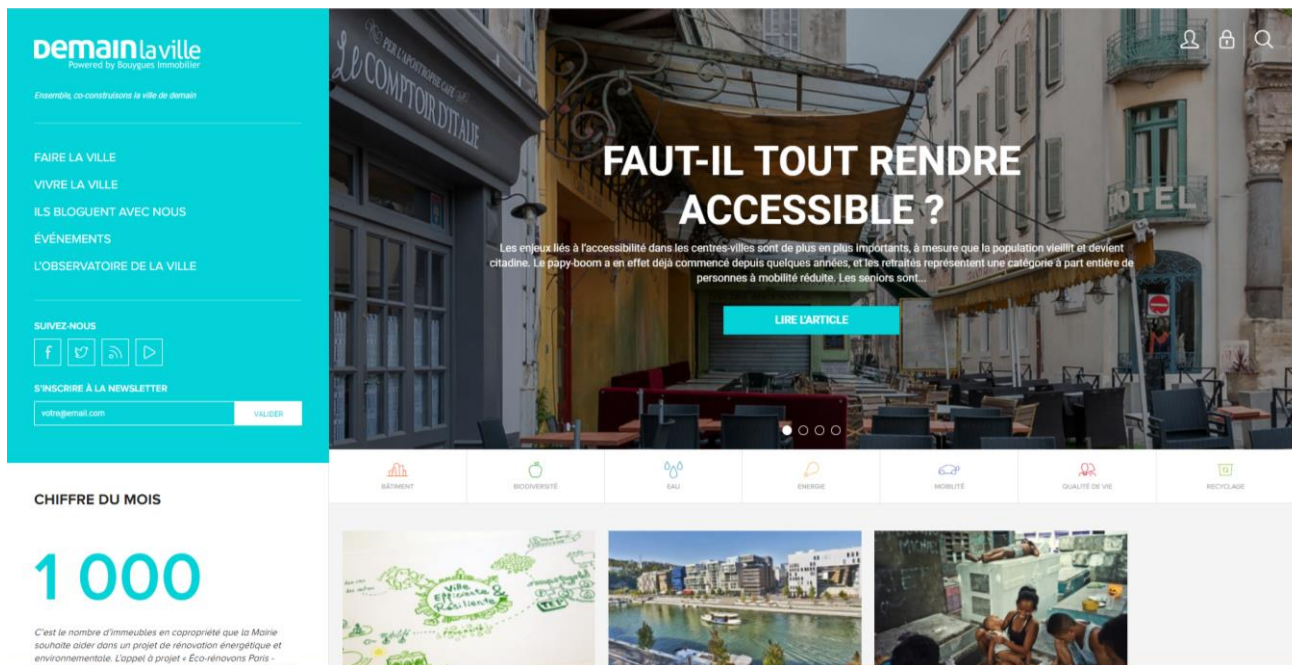 Demain la ville
Powered by Bouygues Immobilier
Ensemble, co-construisons la ville de demain
FAIRE LA VILLE
VIVRE LA VILLE
ILS BLOGUENT AVEC NOUS
ÉVÉNEMENTS
L'OBSERVATOIRE DE LA VILLE
SUIVEZ-NOUS
S'INSCRIRE À LA NEWSLETTER
votre@email.com
VALIDER
CHIFFRE DU MOIS
1 000
C'est le nombre d'immeubles en copropriété que la Mairie
souhaite aider dans un projet de rénovation énergétique et
environnementale. L'appel à projet « Éco-rénovons Paris -
PER L'APOSTROPHE CAFE
Le COMPTOIR D'ITALIE
HOTEL
FAUT-IL TOUT RENDRE
ACCESSIBLE ?
Les enjeux liés à l'accessibilité dans les centres-villes sont de plus en plus importants, à mesure que la population vieillit et devient
citadine. Le papy-boom a en effet déjà commencé depuis quelques années, et les retraités représentent une catégorie à part entière de
personnes à mobilité réduite. Les seniors sont...
LIRE L'ARTICLE
BÂTIMENT
BIODIVERSITÉ
EAU
ENERGIE
MOBILITÉ
QUALITÉ DE VIE
RECYCLAGE
Ville
Efficiente &
Résiliente